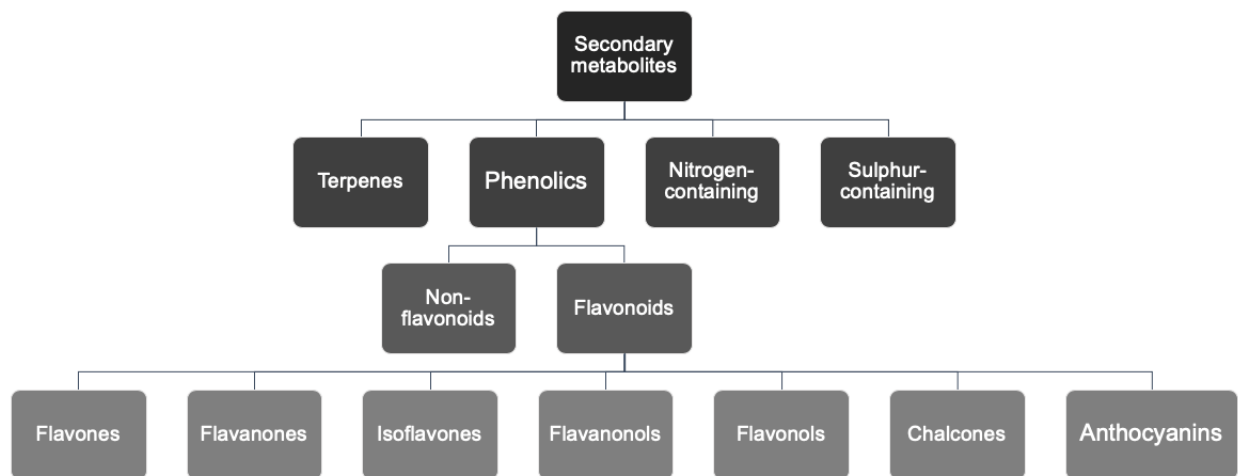 Secondary
metabolites
Terpenes
Phenolics
Nitrogen-
containing
Sulphur-
containing
Non-
flavonoids
Flavonoids
Flavones
Flavanones
Isoflavones
Flavanonols
Flavonols
Chalcones
Anthocyanins